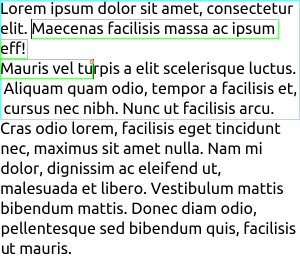 Lorem ipsum dolor sit amet, consectetur
elit. Maecenas facilisis massa ac ipsum
eff!
Mauris vel turpis a elit scelerisque luctus.
Aliquam quam odio, tempor a facilisis et,
cursus nec nibh. Nunc ut facilisis arcu.
Cras odio lorem, facilisis eget tincidunt
nec, maximus sit amet nulla. Nam mi
dolor, dignissim ac eleifend ut,
malesuada et libero. Vestibulum mattis
bibendum mattis. Donec diam odio,
pellentesque sed bibendum quis, facilisis
ut mauris.